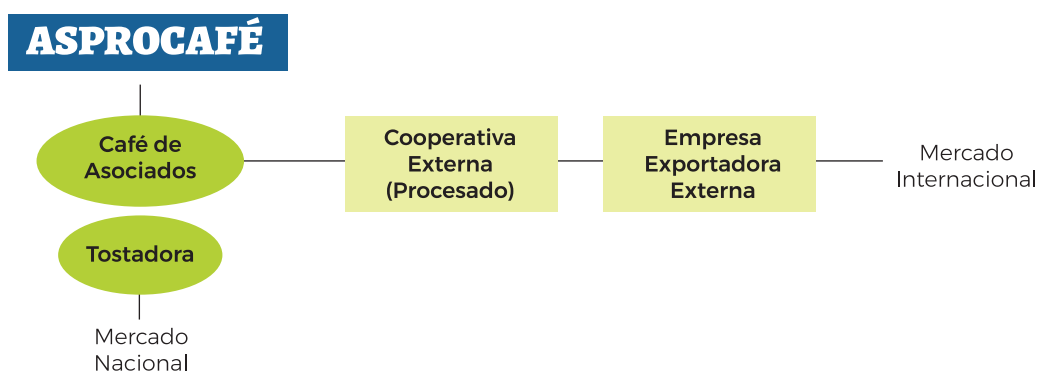 ASPROCAFÉ
Café de
Asociados
Cooperativa
Externa
(Procesado)
Empresa
Exportadora
Externa
Mercado
Internacional
Tostadora
Mercado
Nacional